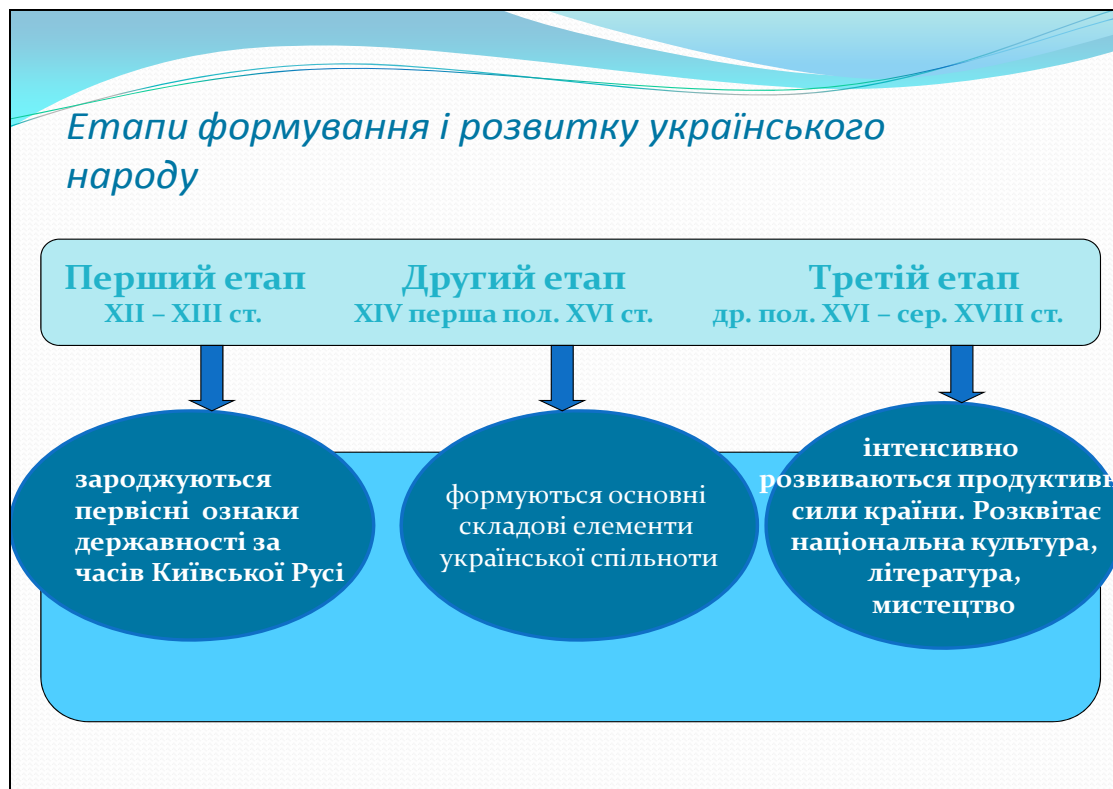 Етапи формування і розвитку українського
народу
Перший етап
XII – XIII ст.
Другий етап
XIV перша пол. XVI ст.
Третій етап
др. пол. XVI – сер. XVIII ст.
зароджуються
первісні ознаки
державності за
часів Київської Русі
формуються основні
складові елементи
української спільноти
інтенсивно
розвиваються продуктивн
сили країни. Розквітає
національна культура,
література,
мистецтво